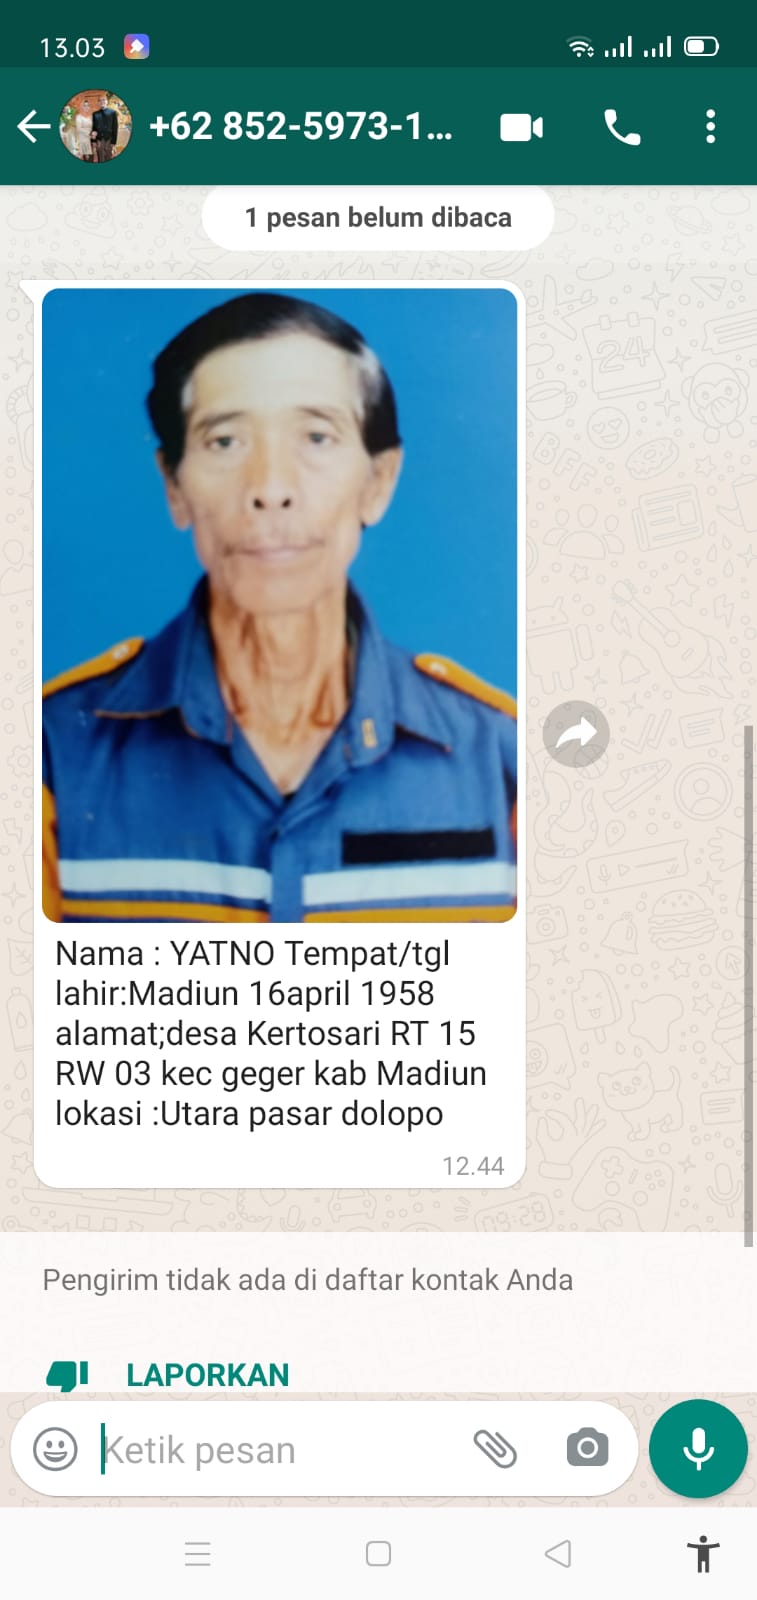 13.03
+62 852-5973-1...
1 pesan belum dibaca
Nama : YATNO Tempat/tgl
lahir:Madiun 16april 1958
alamat;desa Kertosari RT 15
RW 03 kec geger kab Madiun
lokasi :Utara pasar dolopo
12.44
Pengirim tidak ada di daftar kontak Anda
LAPORKAN
Ketik pesan